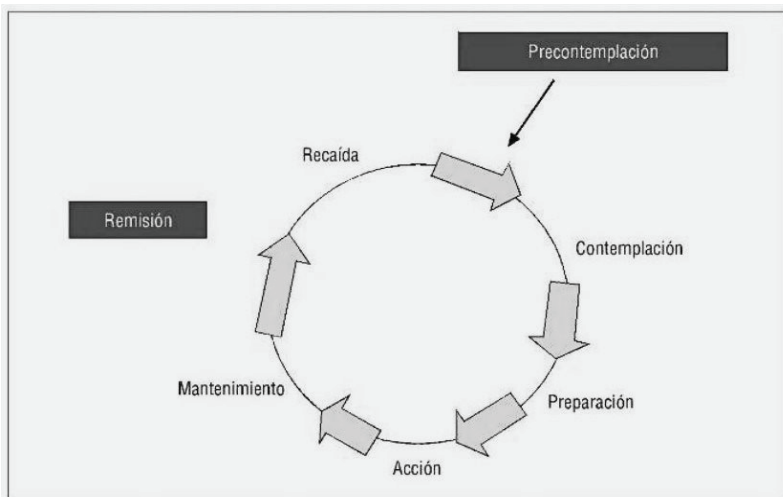 Precontemplación
Recaída
Remisión
Contemplación
Mantenimiento
Preparación
Acción